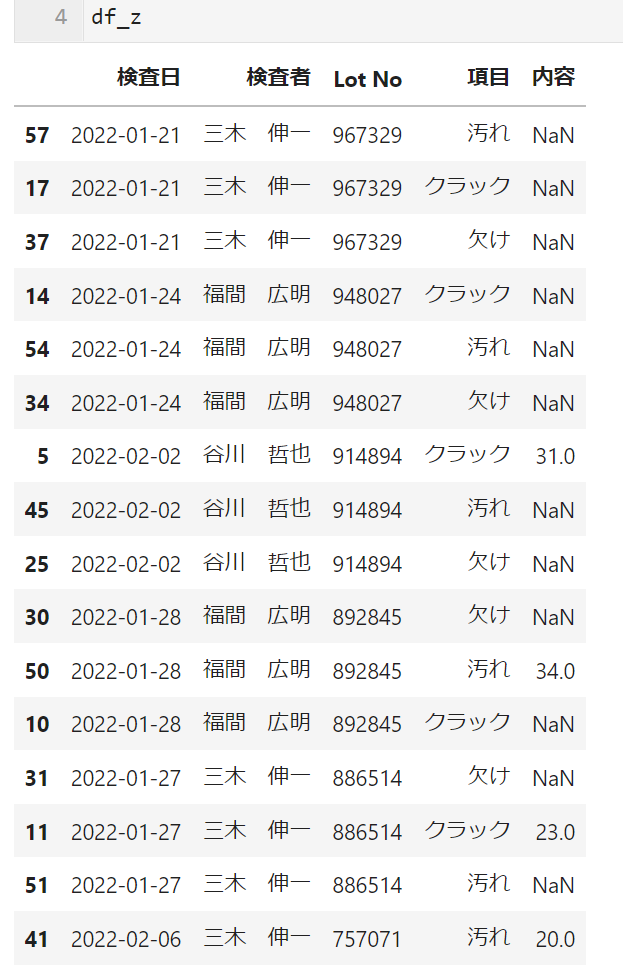 4 df_z
検査日 検査者 Lot No 項目 内容
57 2022-01-21 三木　伸一 967329 汚れ NaN
17 2022-01-21 三木　伸一 967329 クラック NaN
37 2022-01-21 三木　伸一 967329 欠け NaN
14 2022-01-24 福間　広明 948027 クラック NaN
54 2022-01-24 福間　広明 948027 汚れ NaN
34 2022-01-24 福間　広明 948027 欠け NaN
5 2022-02-02 谷川　哲也 914894 クラック 31.0
45 2022-02-02 谷川　哲也 914894 汚れ NaN
25 2022-02-02 谷川　哲也 914894 欠け NaN
30 2022-01-28 福間　広明 892845 欠け NaN
50 2022-01-28 福間　広明 892845 汚れ 34.0
10 2022-01-28 福間　広明 892845 クラック NaN
31 2022-01-27 三木　伸一 886514 欠け NaN
11 2022-01-27 三木　伸一 886514 クラック 23.0
51 2022-01-27 三木　伸一 886514 汚れ NaN
41 2022-02-06 三木　伸一 757071 汚れ 20.0